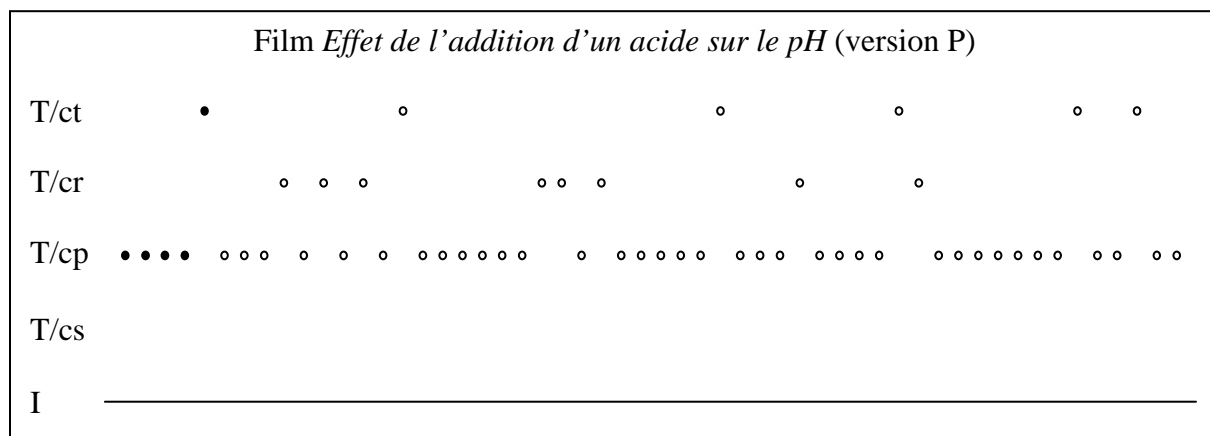 Film Effet de l’addition d’un acide sur le pH (version P)
T/ct
T/cr
T/cp
T/cs
I